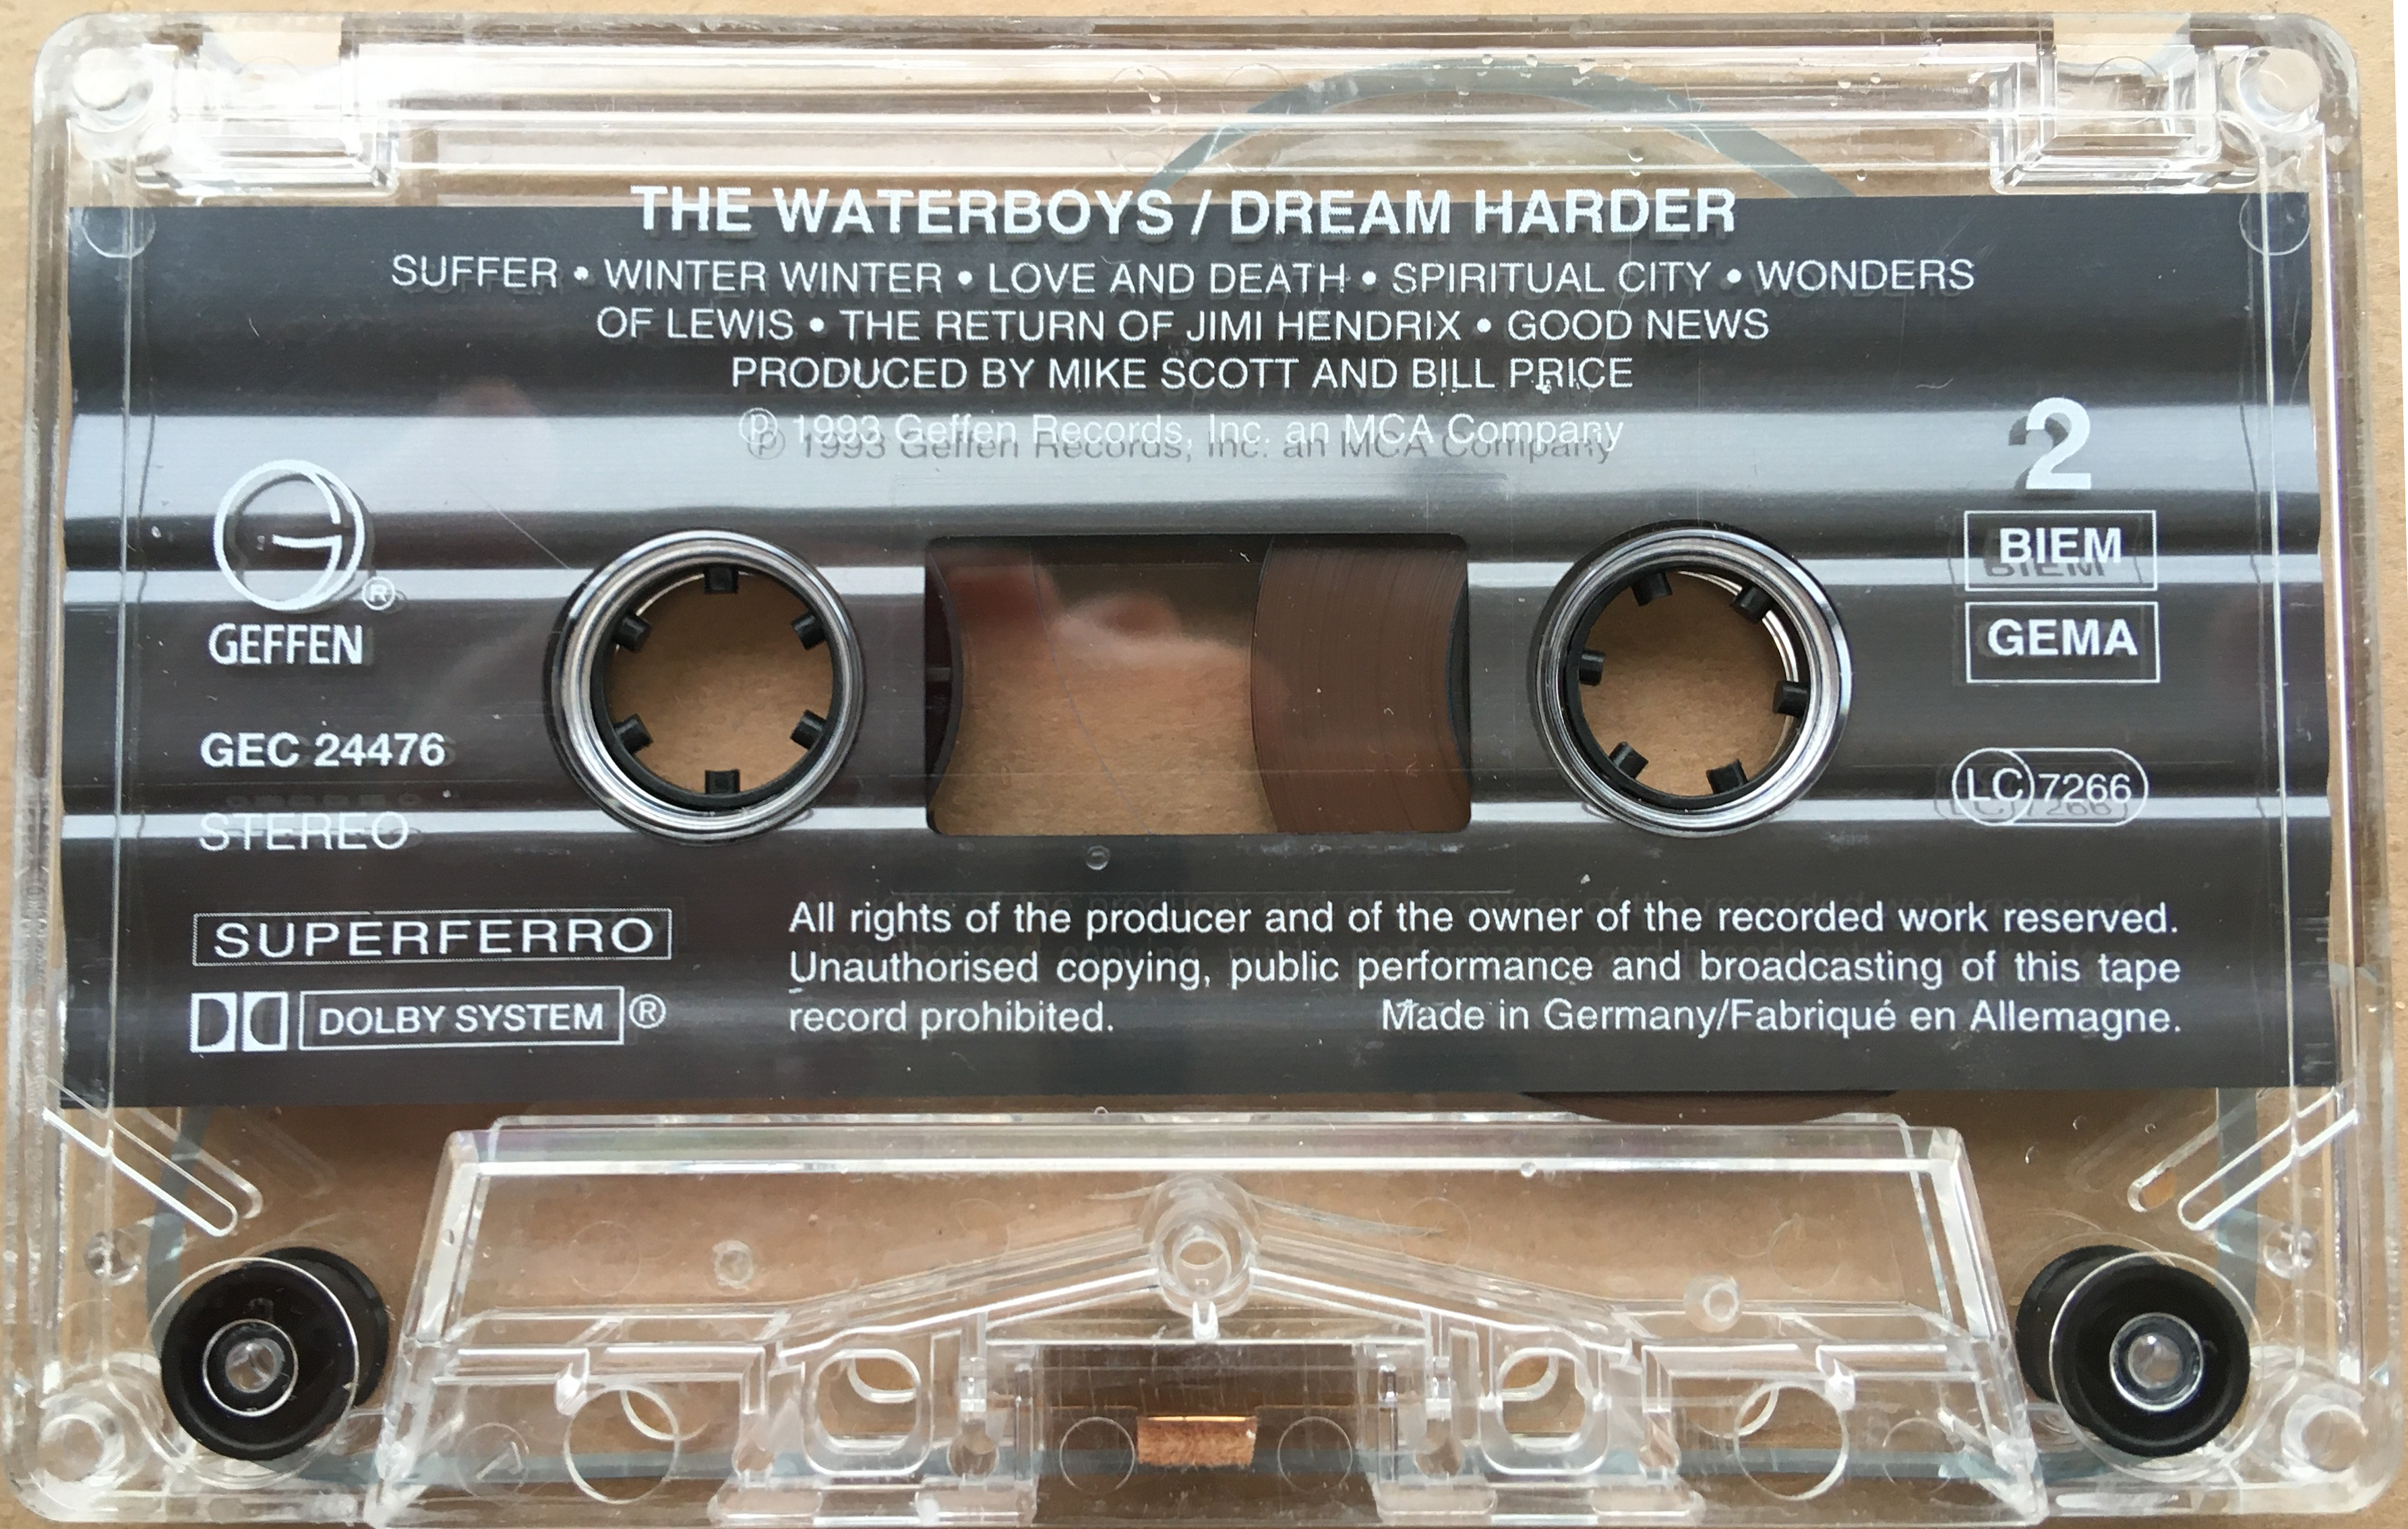 THE WATERBOYS / DREAM HARDER
SUFFER • WINTER WINTER • LOVE AND DEATH • SPIRITUAL CITY • WONDERS
OF LEWIS • THE RETURN OF JIMI HENDRIX • GOOD NEWS
PRODUCED BY MIKE SCOTT AND BILL PRICE
℗ 1993 Geffen Records, Inc. an MCA Company
2
BIEM
GEMA
G®
GEFFEN
GEC 24476
STEREO
LC 7266
SUPERFERRO
DOLBY SYSTEM ®
All rights of the producer and of the owner of the recorded work reserved.
Unauthorised copying, public performance and broadcasting of this tape
record prohibited. Made in Germany/Fabriqué en Allemagne.